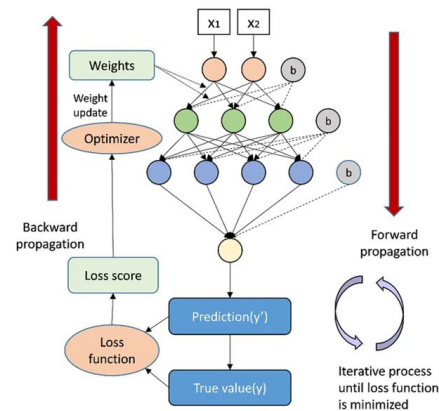 X1 X2
Weights
b
Weight
update
b
Optimizer
b
Backward
propagation
Forward
propagation
Loss score
Prediction(y’)
Loss
function
True value(y)
Iterative process
until loss function
is minimized